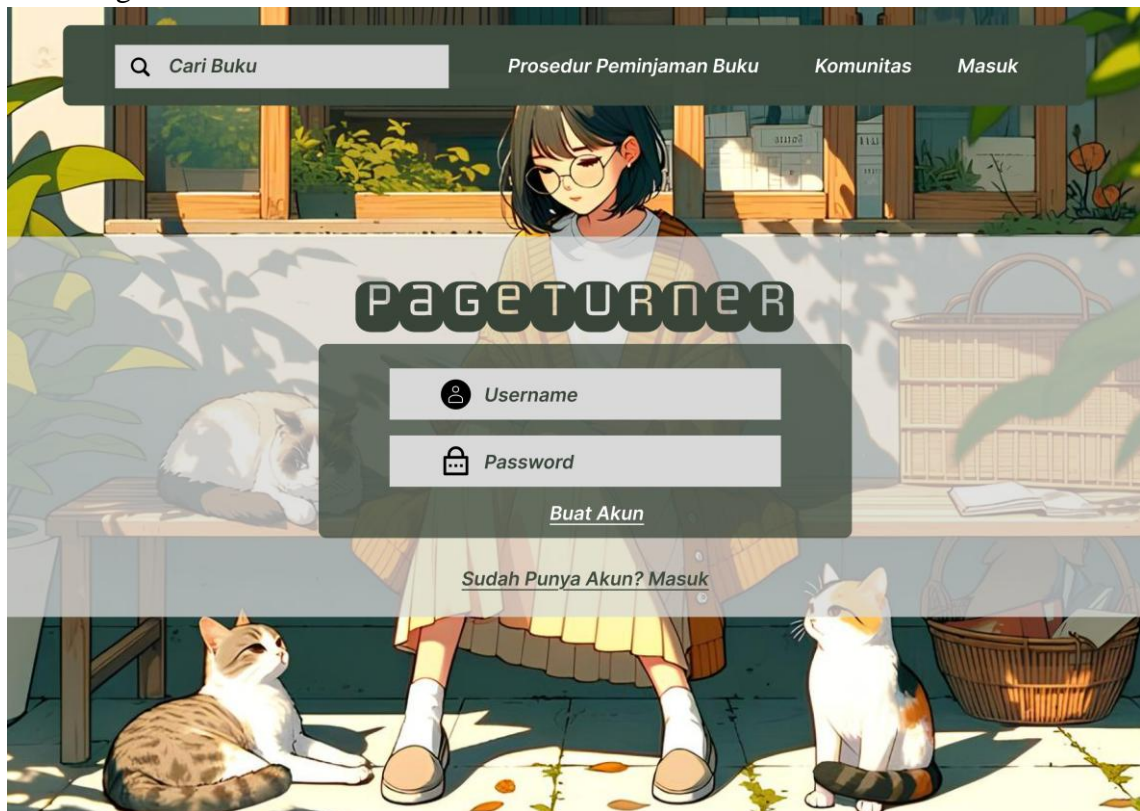 Cari Buku Prosedur Peminjaman Buku Komunitas Masuk
PaGeTURNeR
Username
Password
Buat Akun
Sudah Punya Akun? Masuk